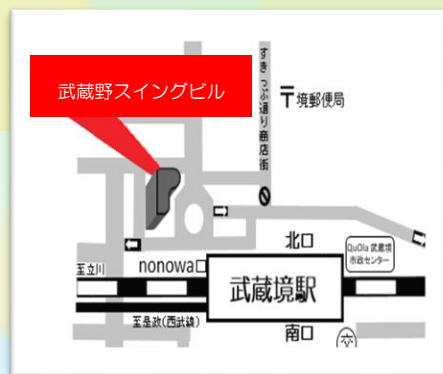 武蔵野スイングビル
すきっぷ通り商店街
〒境郵便局
北口
QuOla 武蔵境
市政センター
至立川
nonowa口
武蔵境駅
至是政(西武線)
南口
交